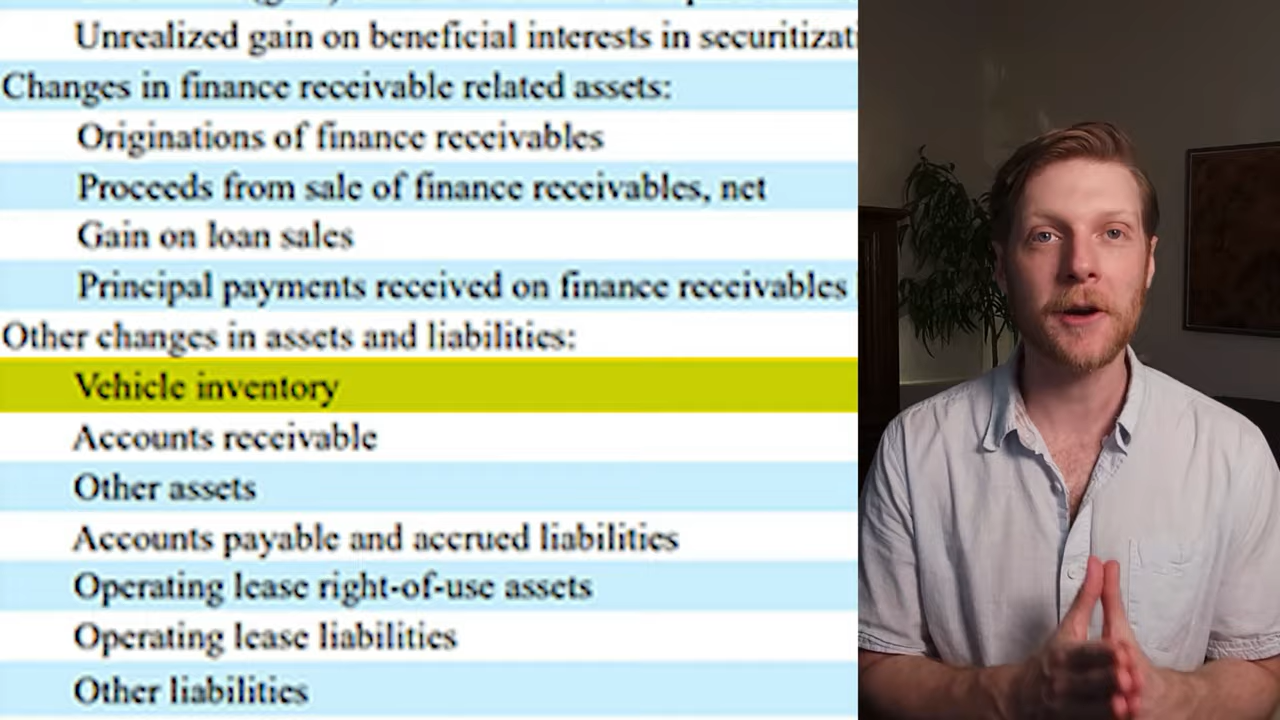 Unrealized gain on beneficial interests in
Changes in finance receivable related assets:
Originations of finance receivables
Proceeds from sale of finance receivables, net
Gain on loan sales
Principal payments received on finance receivables
Other changes in assets and liabilities:
Vehicle inventory
Accounts receivable
Other assets
Accounts payable and accrued liabilities
Operating lease right-of-use assets
Operating lease liabilities
Other liabilities